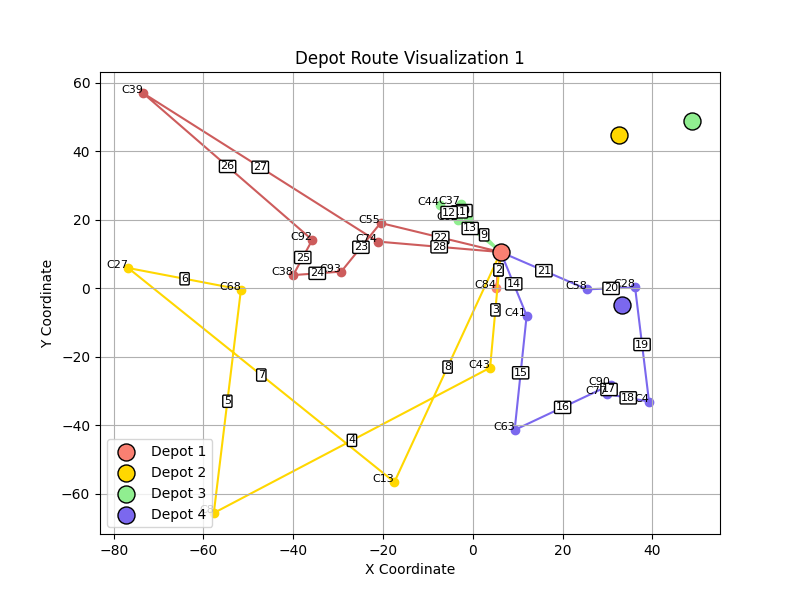 Depot Route Visualization 1
60
40
20
0
−20
−40
−60
−80
−60
−40
−20
0
20
40
X Coordinate
Y Coordinate
C39
26
27
C44
C37
12
13
9
C55
22
28
C92
23
25
C38
24
C93
C27
6
C68
5
7
4
C13
8
C43
3
2
C84
14
C41
15
C63
16
C90
17
18
C4
19
C28
20
C58
21
Depot 1
Depot 2
Depot 3
Depot 4